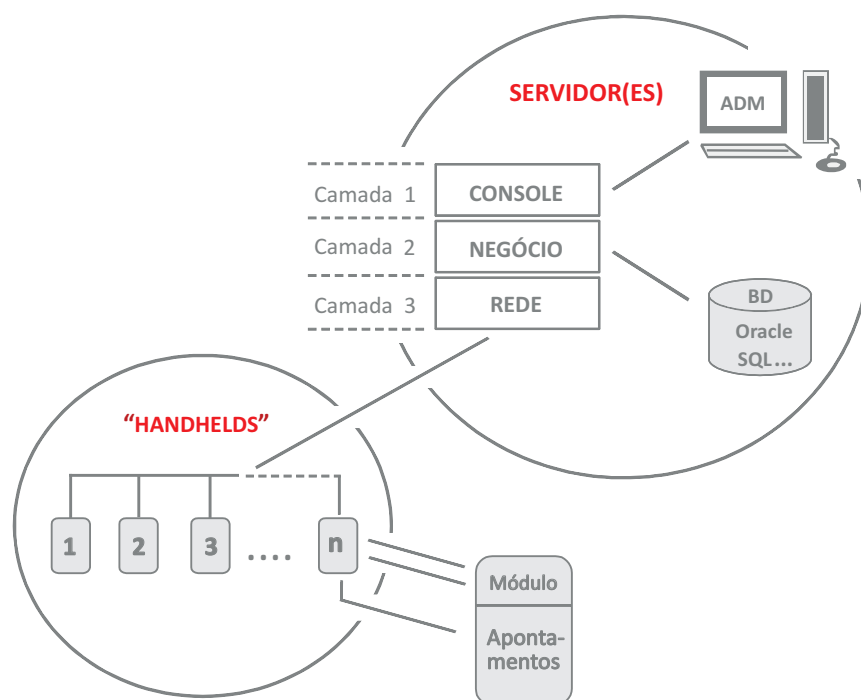 SERVIDOR(ES)
ADM
Camada 1
CONSOLE
Camada 2
NEGÓCIO
Camada 3
REDE
BD
Oracle
SQL...
“HANDHELDS”
1
2
3
....
n
Módulo
Aponta-
mentos